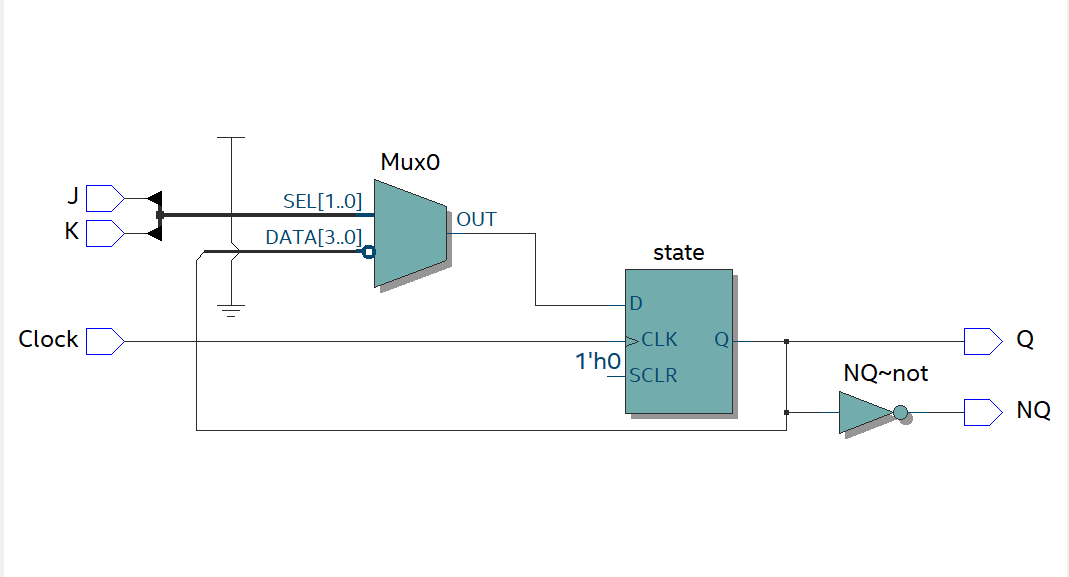 Mux0
J
SEL[1..0]
OUT
K
DATA[3..0]
state
D
Clock
CLK
Q
Q
1'h0
SCLR
NQ~not
NQ